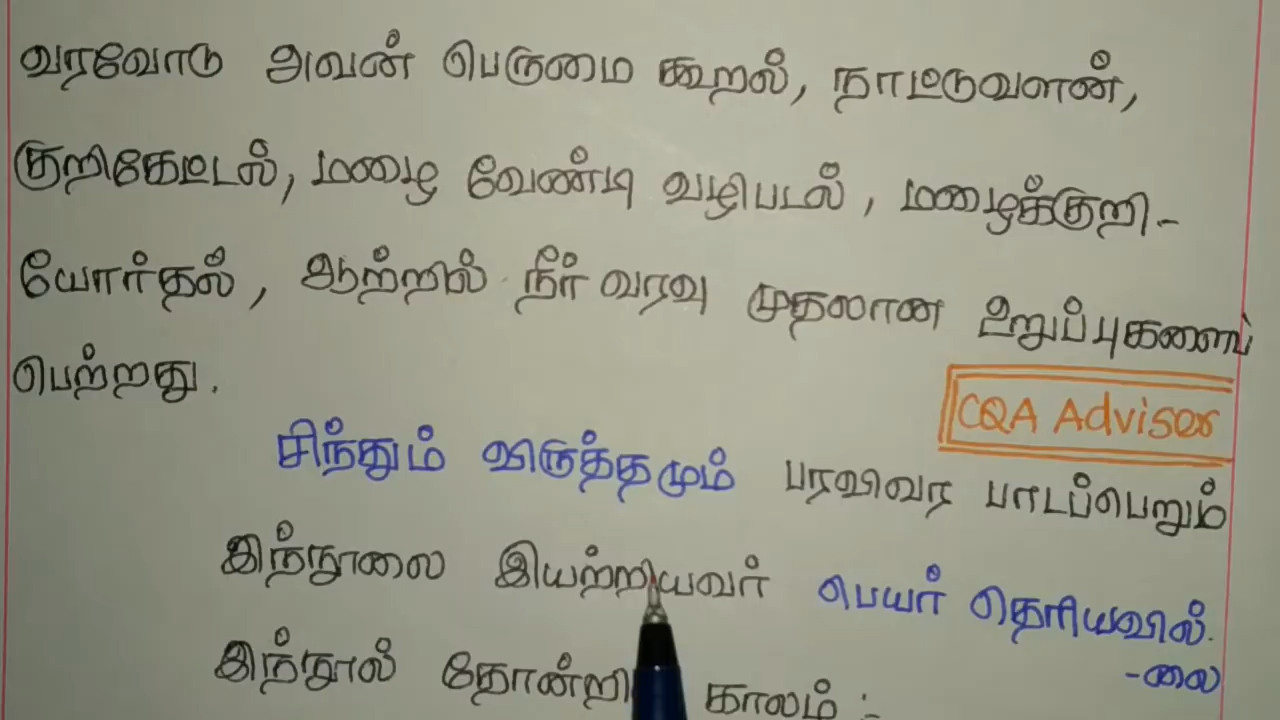 வரவோடு அவன் பெருமை கூறல், நாட்டுவளன்,
குறிகேட்டல், மழை வேண்டி வழிபடல், மழைக்குறி-
யோர்தல், ஆற்றில் நீர் வரவு முதலான உறுப்புகளைப்
பெற்றது.
CQA Adviser
சிந்தும் விருத்தமும் பரவிவர பாடப்பெறும்
இந்நூலை இயற்றியவர் பெயர் தெரியவில்
-லை
இந்நூல் காலம் :-